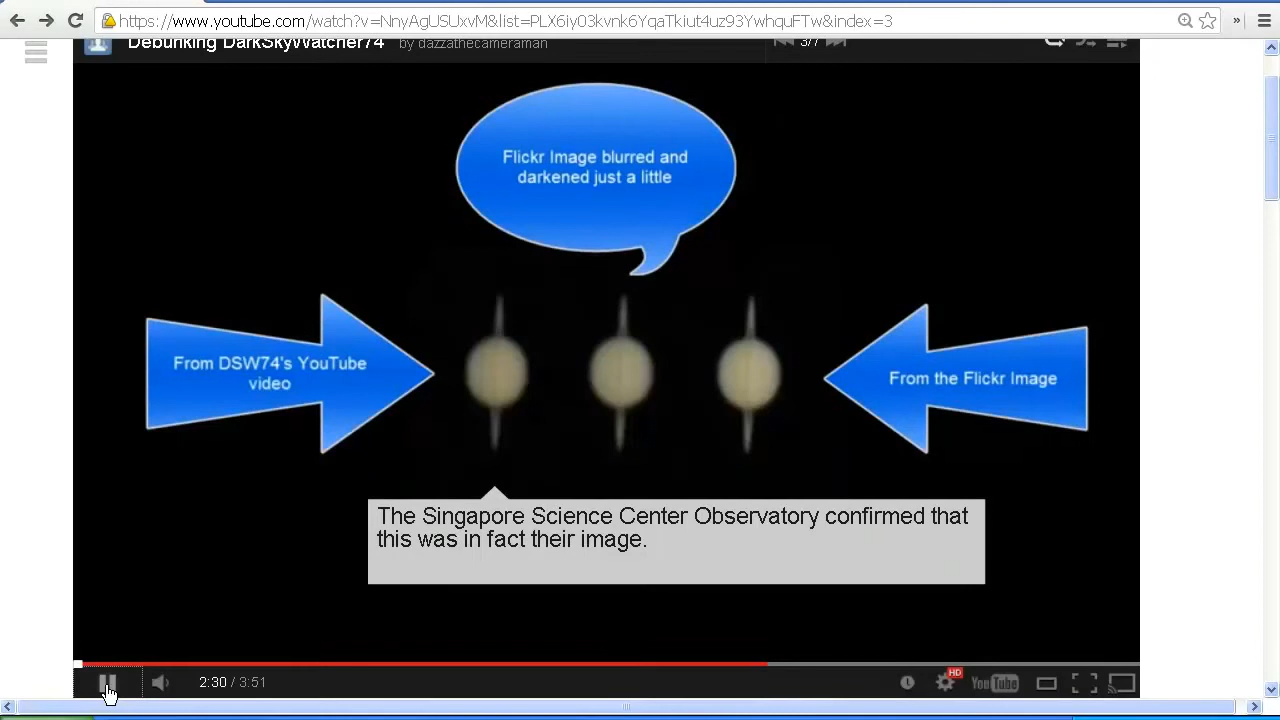 https://www.youtube.com/watch?v=NnyAgUSUxvM&list=PLX6iy03kvnk6YqaTkiut4uz93YwhruFTw&index=3
Debunking DarkSkyWatcher74 by dazzathecameraman 3/7
Flickr Image blurred and
darkened just a little
From DSW74's YouTube
video
From the Flickr Image
The Singapore Science Center Observatory confirmed that
this was in fact their image.
2:30 / 3:51
HD
YouTube